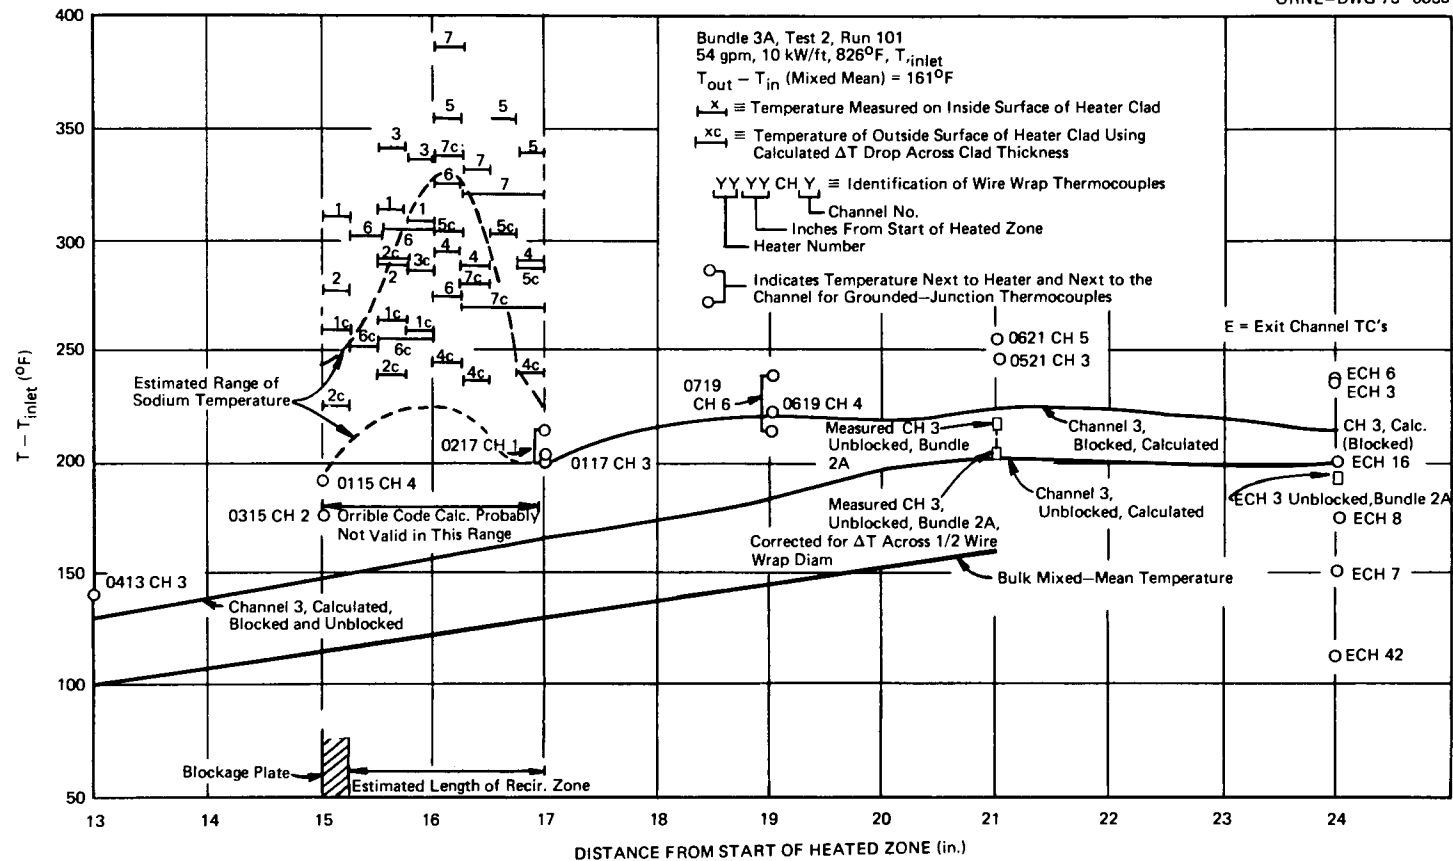 Bundle 3A, Test 2, Run 101
54 gpm, 10 kW/ft, 826°F, T,inlet
Tout − Tin (Mixed Mean) = 161°F
x ≡ Temperature Measured on Inside Surface of Heater Clad
xc ≡ Temperature of Outside Surface of Heater Clad Using
Calculated ΔT Drop Across Clad Thickness
YY YY CH Y ≡ Identification of Wire Wrap Thermocouples
Channel No.
Inches From Start of Heated Zone
Heater Number
Indicates Temperature Next to Heater and Next to the
Channel for Grounded–Junction Thermocouples
E = Exit Channel TC's
400
350
300
250
200
150
100
50
T − Tinlet (°F)
7
5
5
3
3
7c
7
5
6
7
1
1
1
6
6
5c
5c
2c
2
3c
4
4
4
5c
2
6
7c
7c
1c
1c
1c
6c
6c
2c
4c
4c
4c
2c
Estimated Range of
Sodium Temperature
0217 CH 1
0117 CH 3
0115 CH 4
0315 CH 2
Orrible Code Calc. Probably
Not Valid in This Range
0413 CH 3
Channel 3, Calculated,
Blocked and Unblocked
0719
CH 6
0619 CH 4
0621 CH 5
0521 CH 3
Measured CH 3
Unblocked, Bundle
2A
Measured CH 3,
Unblocked, Bundle 2A,
Corrected for ΔT Across 1/2 Wire
Wrap Diam
Channel 3,
Blocked, Calculated
Channel 3,
Unblocked, Calculated
Bulk Mixed–Mean Temperature
ECH 6
ECH 3
CH 3, Calc.
(Blocked)
ECH 16
ECH 3 Unblocked, Bundle 2A
ECH 8
ECH 7
ECH 42
Blockage Plate
Estimated Length of Recir. Zone
13 14 15 16 17 18 19 20 21 22 23 24
DISTANCE FROM START OF HEATED ZONE (in.)